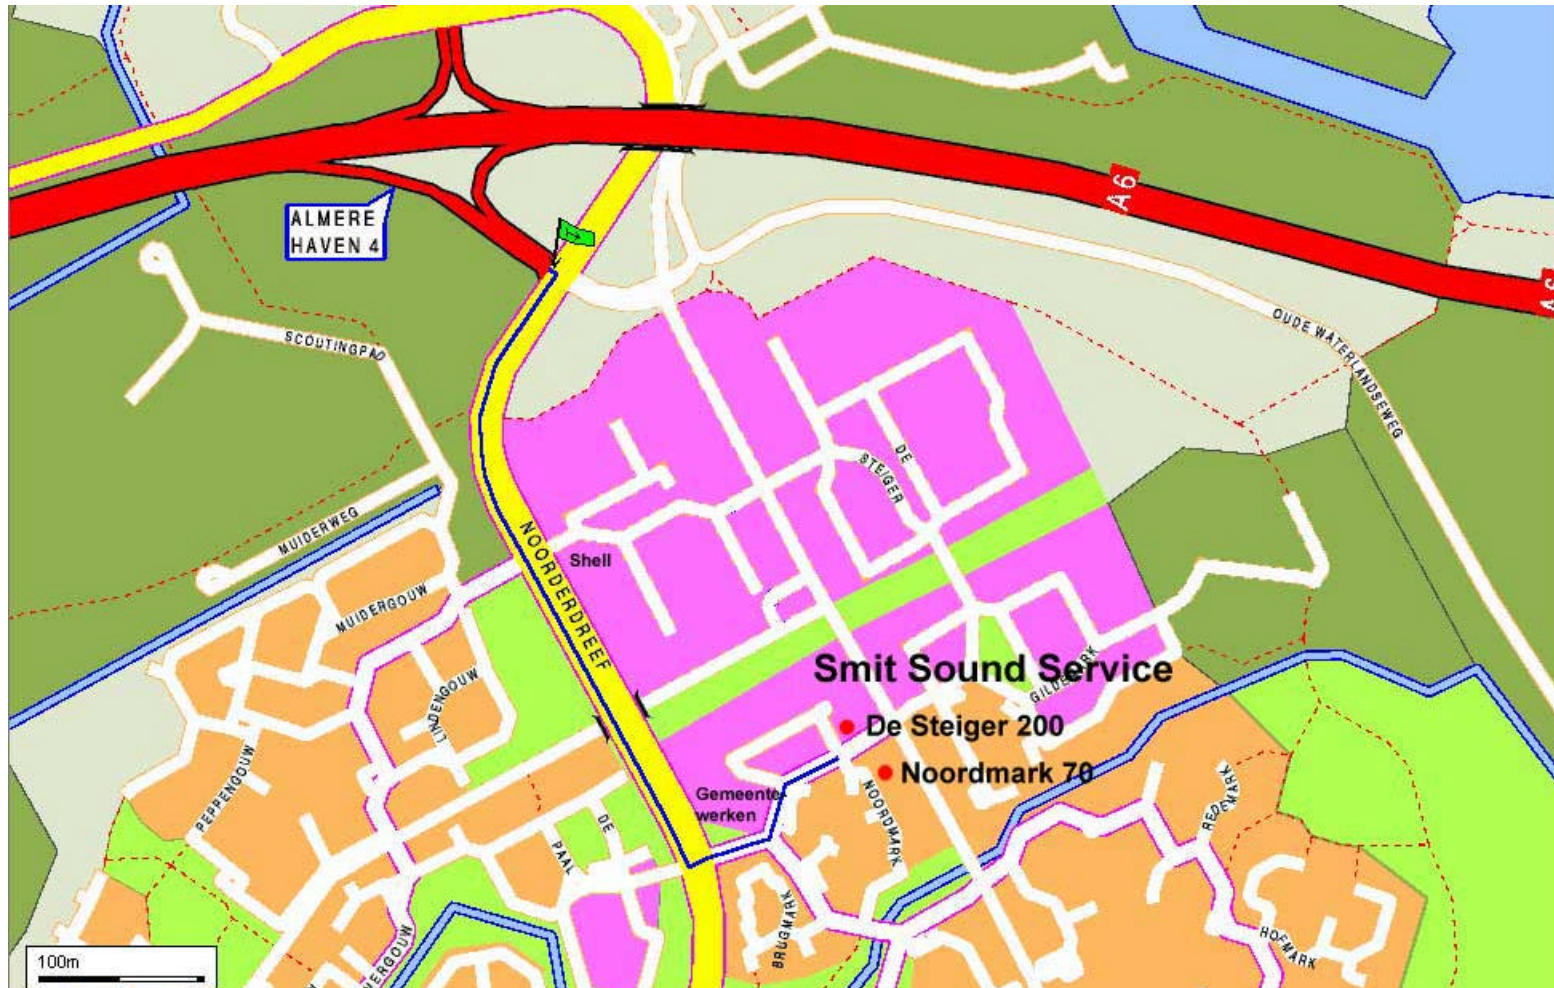 A6
ALMERE
HAVEN 4
A6
OUDE WATERLANDSEWEG
SCOUTINGPAD
DE
STEIGER
MUIDERWEG
NOORDERDREEF
Shell
MUIDERGOUW
Smit Sound Service
GILDEMARK
LINDENGOUW
De Steiger 200
PEPPENGOUW
Noordmark 70
Gemeente
werken
NOORDMARK
REDEMARK
DE
PAAL
BRUGMARK
HOFMARK
NERGOUW
100m